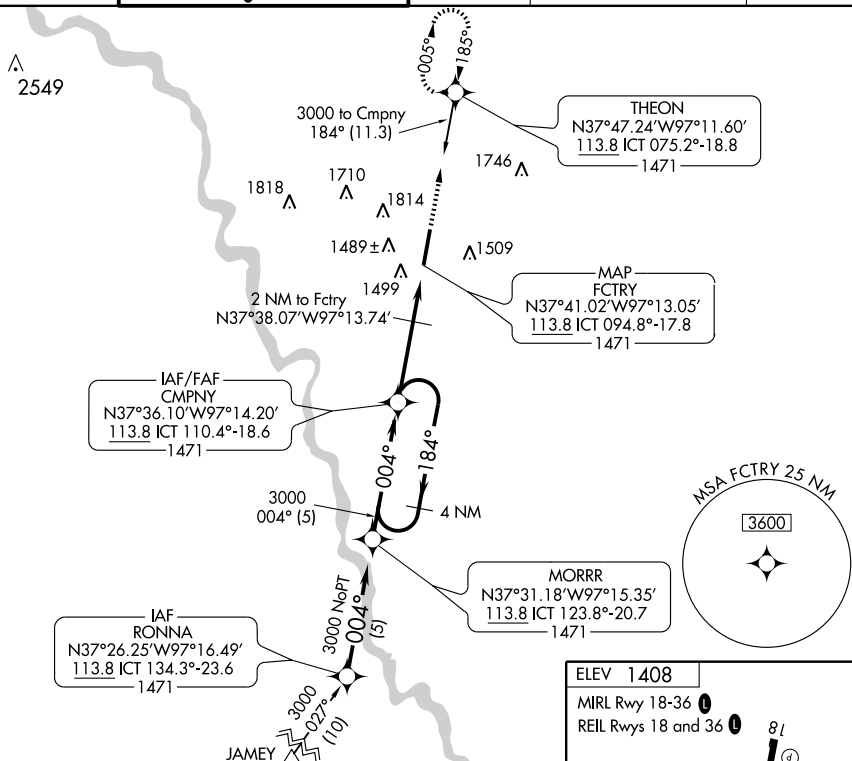 2549
005°
185°
3000 to Cmpny
184° (11.3)
THEON
N37°47.24'W97°11.60'
113.8 ICT 075.2°-18.8
1471
1746
1710
1818
1814
1489±
1509
1499
MAP
FCTRY
N37°41.02'W97°13.05'
113.8 ICT 094.8°-17.8
1471
2 NM to Fctry
N37°38.07'W97°13.74'
IAF/FAF
CMPNY
N37°36.10'W97°14.20'
113.8 ICT 110.4°-18.6
1471
004°
184°
3000
004° (5)
4 NM
MSA FCTRY 25 NM
3600
MORRR
N37°31.18'W97°15.35'
113.8 ICT 123.8°-20.7
1471
3000 NoPT
004°
(5)
IAF
RONNA
N37°26.25'W97°16.49'
113.8 ICT 134.3°-23.6
1471
3000
027°
(10)
JAMEY
ELEV 1408
MIRL Rwy 18-36 L
REIL Rwys 18 and 36 L
18
P